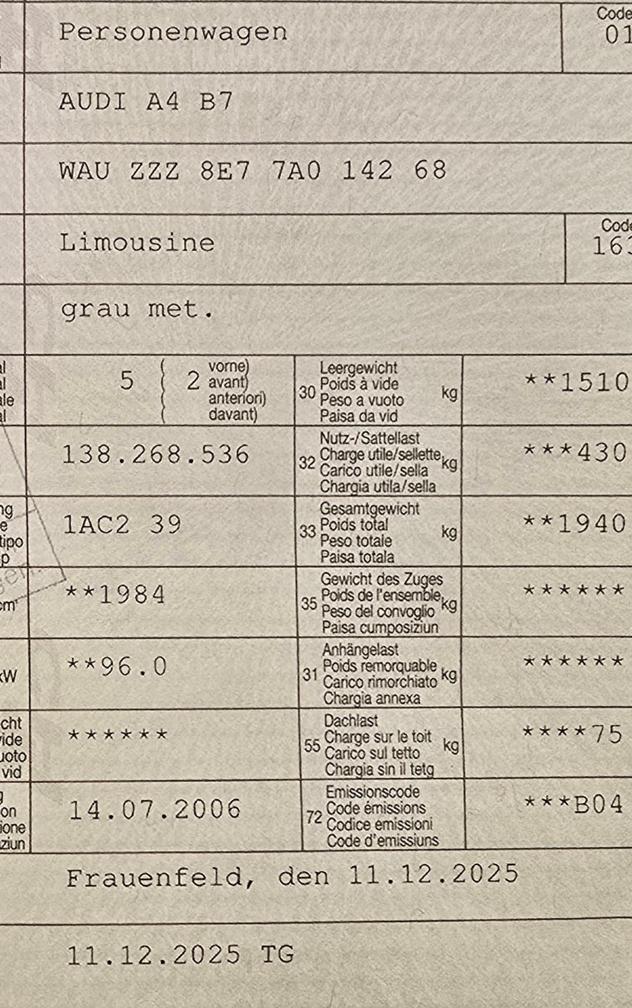 Personenwagen
Code
01
AUDI A4 B7
WAU ZZZ 8E7 7A0 142 68
Limousine
Code
grau met.
5 ( 2 vorne)
( avant)
( anteriori)
( davant)
30 Leergewicht
Poids à vide
Peso a vuoto
Paisa da vid
kg
**1510
138.268.536
32 Nutz-/Sattellast
Charge utile/sellette
Carico utile/sella
Chargia utila/sella
kg
***430
1AC2 39
33 Gesamtgewicht
Poids total
Peso totale
Paisa totala
kg
**1940
**1984
35 Gewicht des Zuges
Poids de l'ensemble
Peso del convoglio
Paisa cumposiziun
kg
******
kW
**96.0
31 Anhängelast
Poids remorquable
Carico rimorchiato
Chargia annexa
kg
******
******
55 Dachlast
Charge sur le toit
Carico sul tetto
Chargia sin il tetg
kg
****75
14.07.2006
72 Emissionscode
Code émissions
Codice emissioni
Code d'emissiuns
***B04
Frauenfeld, den 11.12.2025
11.12.2025 TG